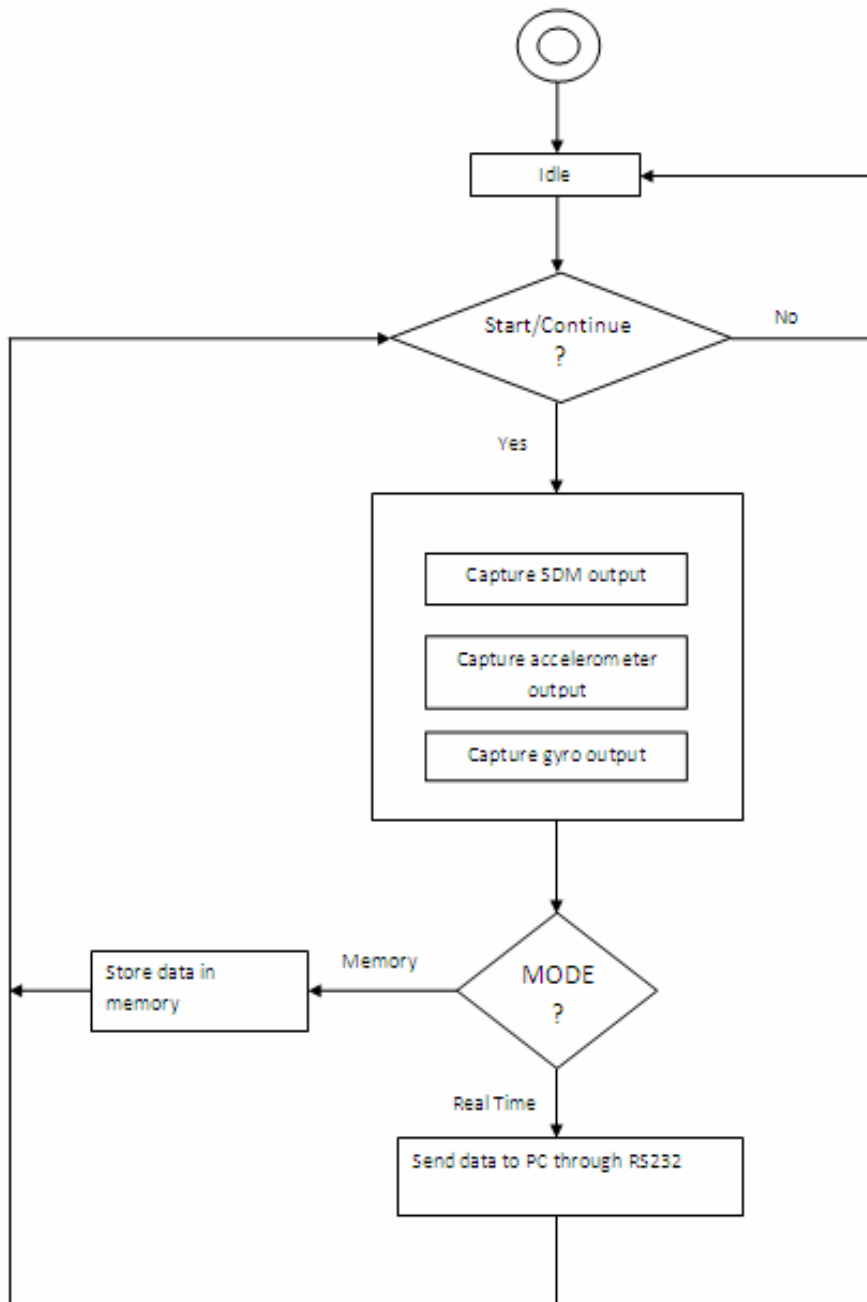 Idle
Start/Continue
?
No
Yes
Capture SDM output
Capture accelerometer
output
Capture gyro output
Store data in
memory
Memory
MODE
?
Real Time
Send data to PC through RS232